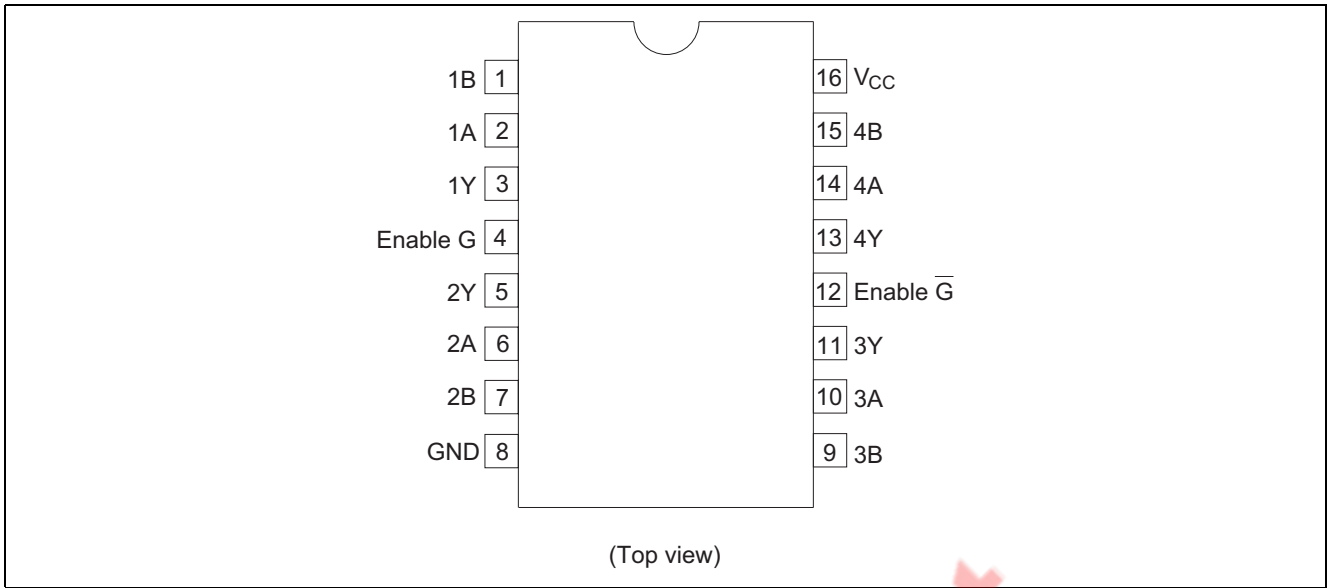 1B 1
1A 2
1Y 3
Enable G 4
2Y 5
2A 6
2B 7
GND 8
16 VCC
15 4B
14 4A
13 4Y
12 Enable G̅
11 3Y
10 3A
9 3B
(Top view)